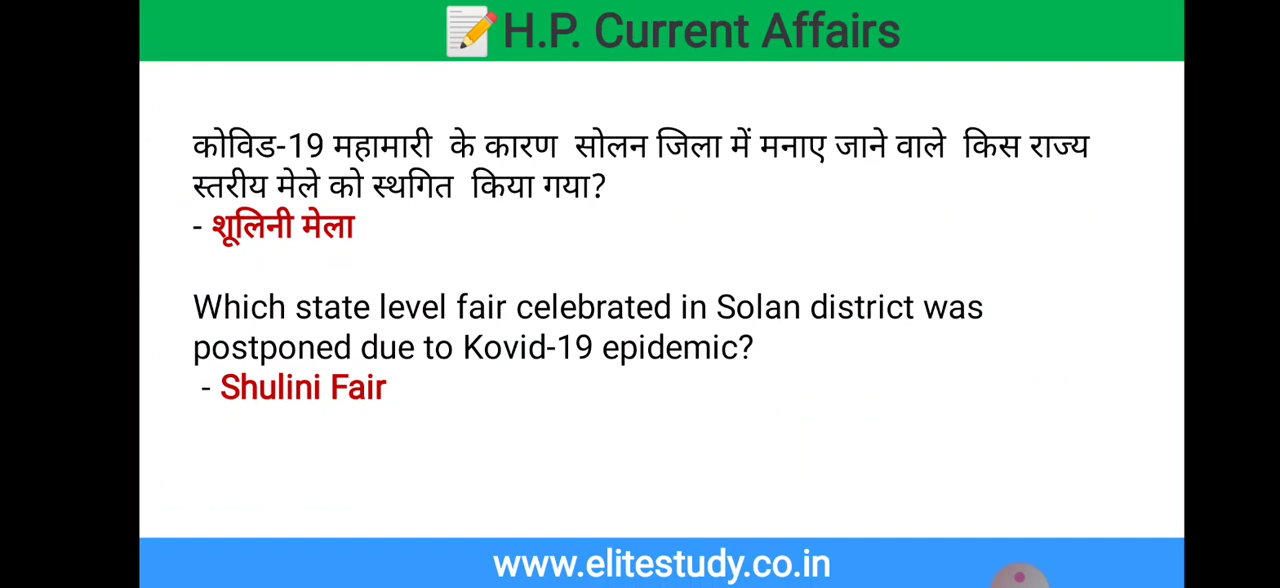 H.P. Current Affairs
कोविड-19 महामारी के कारण सोलन जिला में मनाए जाने वाले किस राज्य
स्तरीय मेले को स्थगित किया गया?
- शूलिनी मेला
Which state level fair celebrated in Solan district was
postponed due to Kovid-19 epidemic?
- Shulini Fair
www.elitestudy.co.in